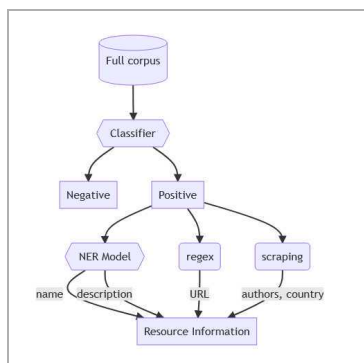 Full corpus
Classifier
Negative
Positive
NER Model
regex
scraping
name
description
URL
authors, country
Resource Information